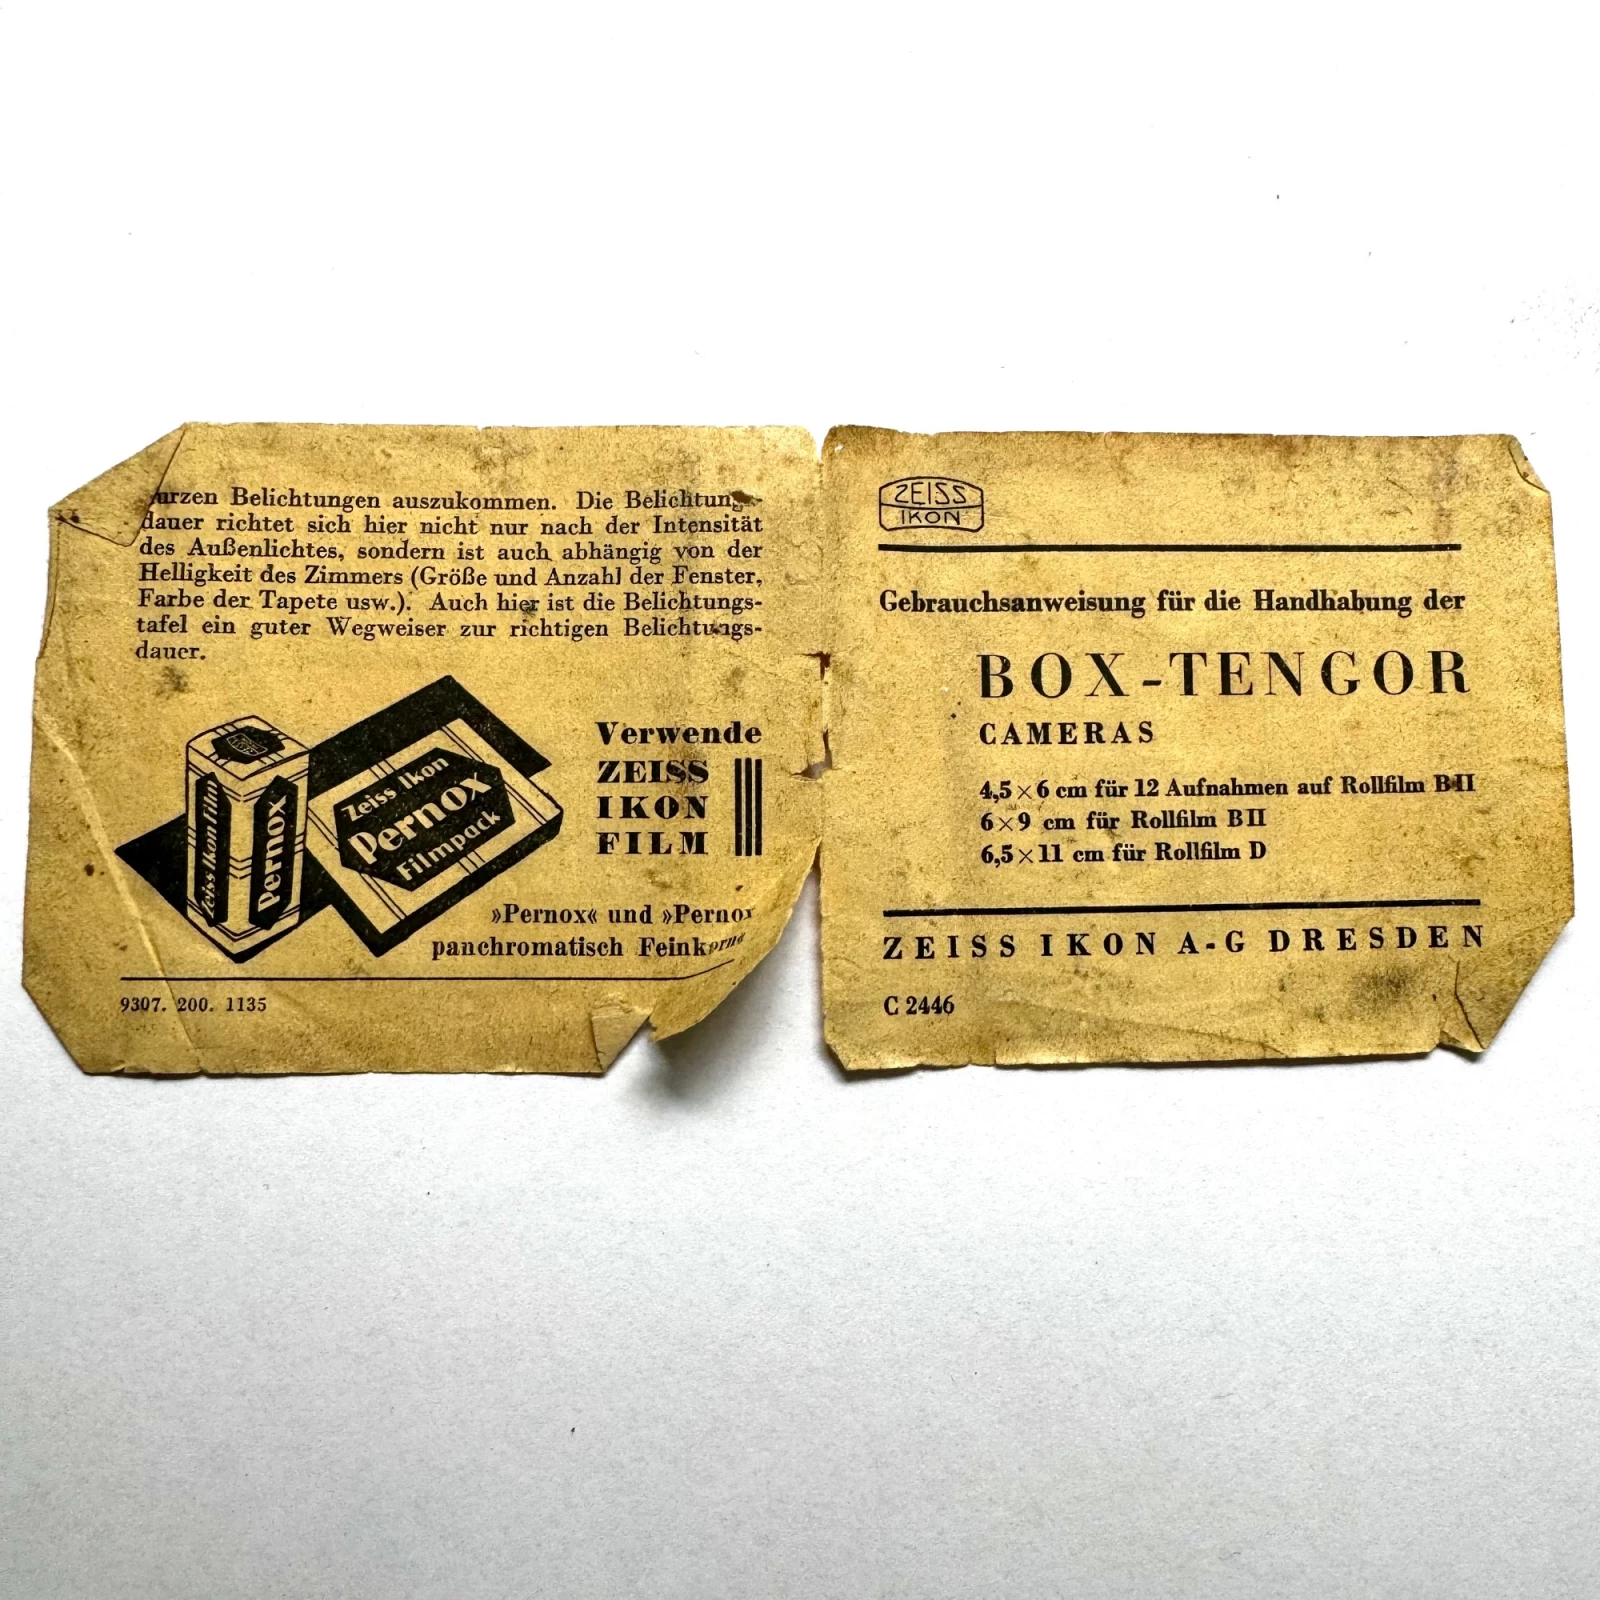 urzen Belichtungen auszukommen. Die Belichtungs-
dauer richtet sich hier nicht nur nach der Intensität
des Außenlichtes, sondern ist auch abhängig von der
Helligkeit des Zimmers (Größe und Anzahl der Fenster,
Farbe der Tapete usw.). Auch hier ist die Belichtungs-
tafel ein guter Wegweiser zur richtigen Belichtungs-
dauer.
Zeiss Ikon
Pernox
Filmpack
Zeiss Ikon Film
Pernox
Verwende
ZEISS
IKON
FILM
»Pernox« und »Pernox
panchromatisch Feinkorn«
9307. 200. 1135
ZEISS
IKON
Gebrauchsanweisung für die Handhabung der
BOX-TENGOR
CAMERAS
4,5×6 cm für 12 Aufnahmen auf Rollfilm BII
6×9 cm für Rollfilm BII
6,5×11 cm für Rollfilm D
ZEISS IKON A-G DRESDEN
C 2446